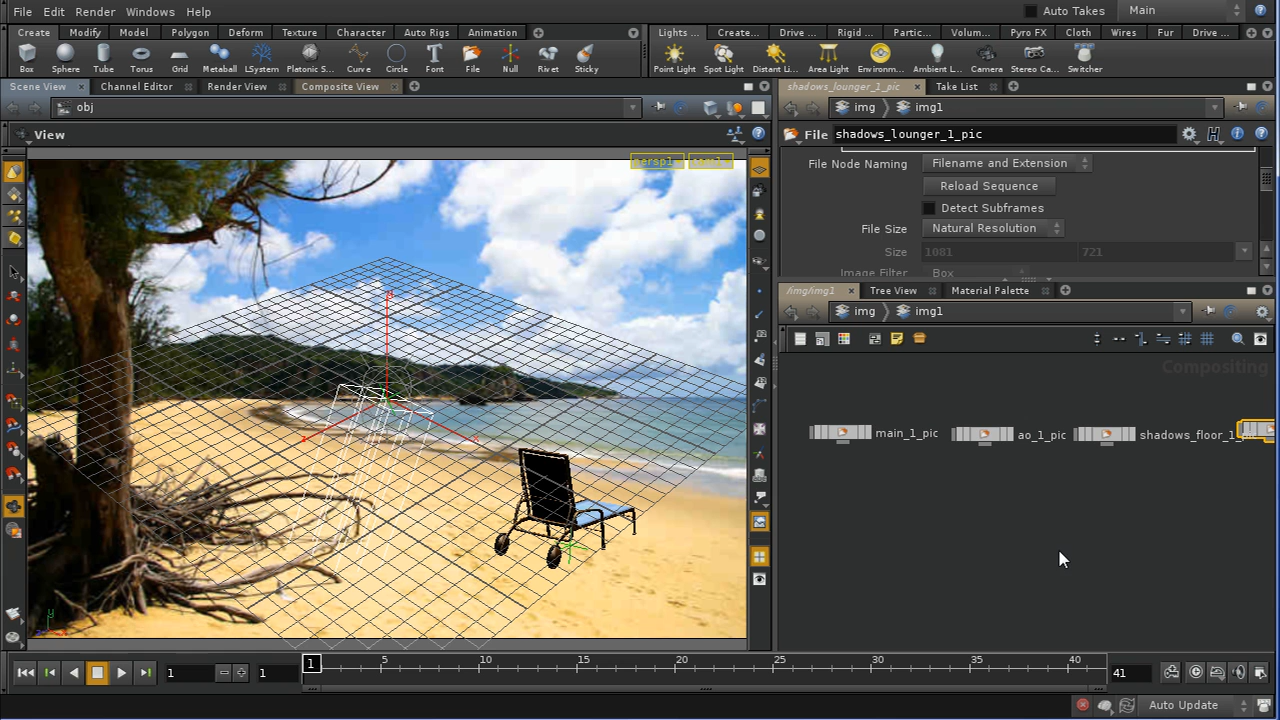 File Edit Render Windows Help
Auto Takes Main
Create Modify Model Polygon Deform Texture Character Auto Rigs Animation
Lights ... Create... Drive ... Rigid ... Partic... Volum... Pyro FX Cloth Wires Fur Drive ...
Box Sphere Tube Torus Grid Metaball LSystem Platonic S... Curve Circle Font File Null Rivet Sticky
Point Light Spot Light Distant Li... Area Light Environm... Ambient L... Camera Stereo Ca... Switcher
Scene View Channel Editor Render View Composite View
shadows_lounger_1_pic Take List
obj
img img1
View
File shadows_lounger_1_pic
persp1
File Node Naming Filename and Extension
Reload Sequence
Detect Subframes
File Size Natural Resolution
Size 1081 721
Image Filter Box
/img/img1 Tree View Material Palette
img img1
Compositing
main_1_pic ao_1_pic shadows_floor_1_
1 5 10 15 20 25 30 35 40
1 1 41
Auto Update